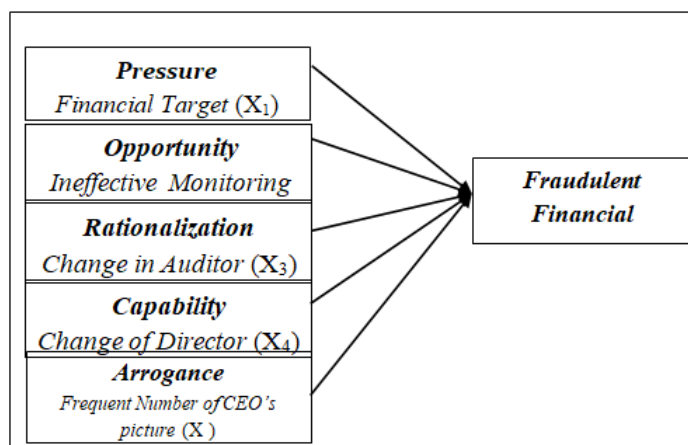 Pressure
Financial Target (X₁)
Opportunity
Ineffective Monitoring
Rationalization
Change in Auditor (X₃)
Capability
Change of Director (X₄)
Arrogance
Frequent Number of CEO's
picture (X )
Fraudulent
Financial